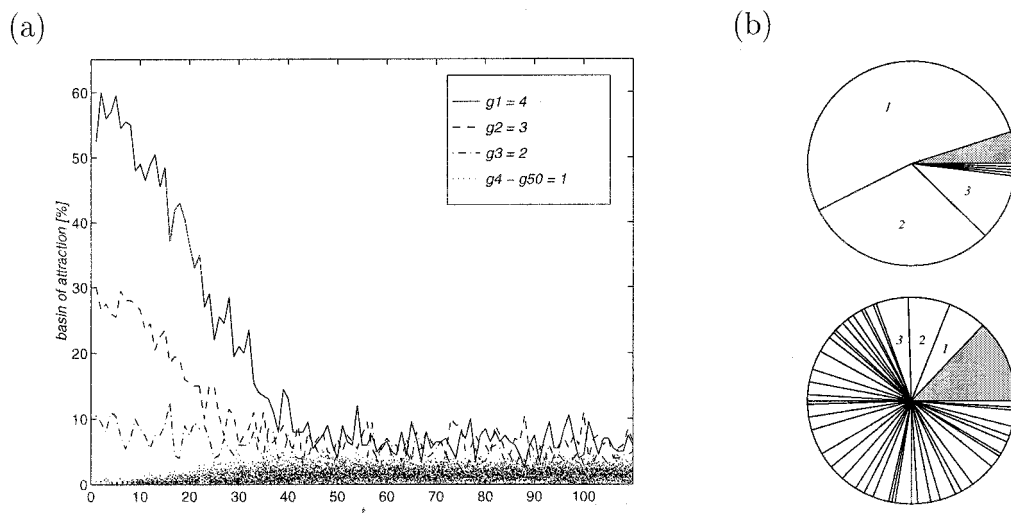 (a)
basin of attraction [%]
60
50
40
30
20
10
0
0 10 20 30 40 50 60 70 80 90 100
t
g1 = 4
g2 = 3
g3 = 2
g4 – g50 = 1
(b)
1
2
3
3
2
1